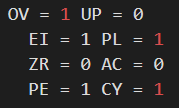 OV = 1 UP = 0
EI = 1 PL = 1
ZR = 0 AC = 0
PE = 1 CY = 1